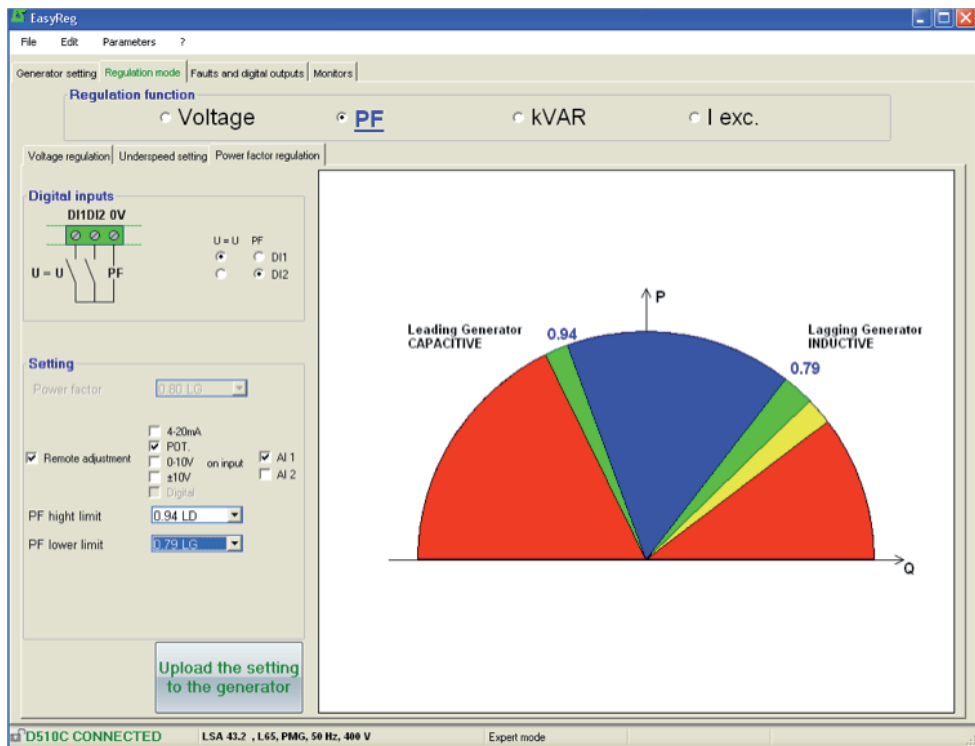 EasyReg
File Edit Parameters ?
Generator setting Regulation mode Faults and digital outputs Monitors
Regulation function
Voltage PF kVAR I exc.
Voltage regulation Underspeed setting Power factor regulation
Digital inputs
DI1DI2 0V
U = U PF
U = U PF
DI1
DI2
Setting
Power factor 0.80 LG
Remote adjustment
4-20mA
POT.
0-10V
±10V
Digital
on input
AI 1
AI 2
PF hight limit 0.94 LD
PF lower limit 0.79 LG
Upload the setting
to the generator
P
Leading Generator
CAPACITIVE
0.94
Lagging Generator
INDUCTIVE
0.79
Q
D510C CONNECTED LSA 43.2 , L65, PMG, 50 Hz, 400 V Expert mode